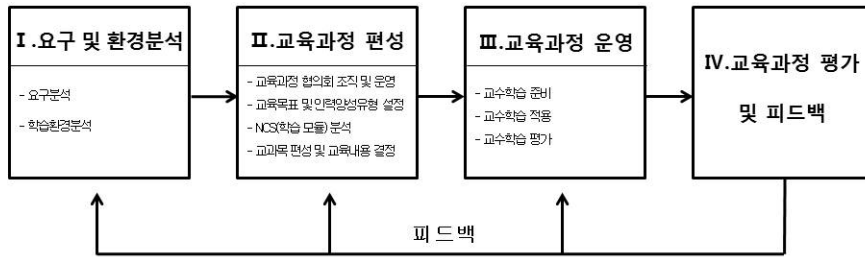 Ⅰ.요구 및 환경분석
- 요구분석
- 학습환경분석
Ⅱ.교육과정 편성
- 교육과정 협의회 조직 및 운영
- 교육목표 및 인력양성유형 설정
- NCS(학습 모듈) 분석
- 교과목 편성 및 교육내용 결정
Ⅲ.교육과정 운영
- 교수학습 준비
- 교수학습 적용
- 교수학습 평가
Ⅳ.교육과정 평가
및 피드백
피드백